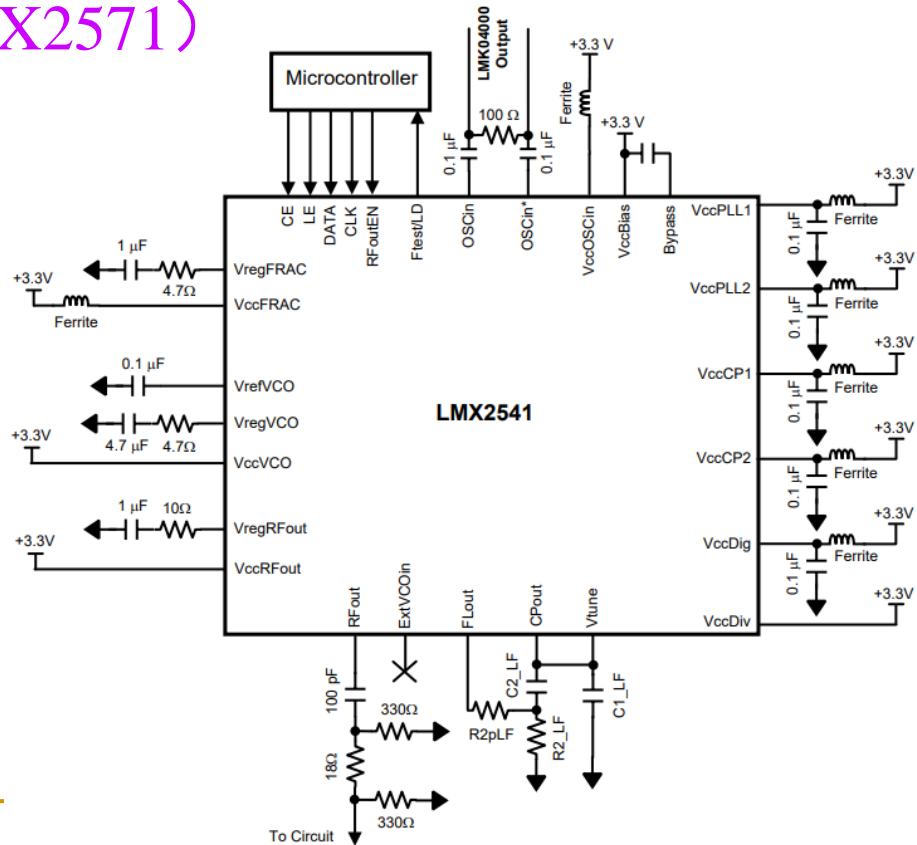 X2571）
Microcontroller
LMK04000
Output
100 Ω
0.1 µF
0.1 µF
+3.3 V
Ferrite
+3.3 V
CE
LE
DATA
CLK
RFoutEN
Ftest/LD
OSCin
OSCin*
VccOSCin
VccBias
Bypass
VccPLL1
+3.3V
Ferrite
0.1 µF
VccPLL2
+3.3V
Ferrite
0.1 µF
VccCP1
+3.3V
Ferrite
0.1 µF
VccCP2
+3.3V
Ferrite
0.1 µF
VccDig
+3.3V
Ferrite
0.1 µF
VccDiv
+3.3V
1 µF
4.7Ω
VregFRAC
+3.3V
Ferrite
VccFRAC
0.1 µF
VrefVCO
4.7 µF
4.7Ω
VregVCO
+3.3V
VccVCO
1 µF
10Ω
VregRFout
+3.3V
VccRFout
LMX2541
RFout
ExtVCOin
FLout
CPout
Vtune
100 pF
330Ω
18Ω
330Ω
To Circuit
R2pLF
C2_LF
R2_LF
C1_LF